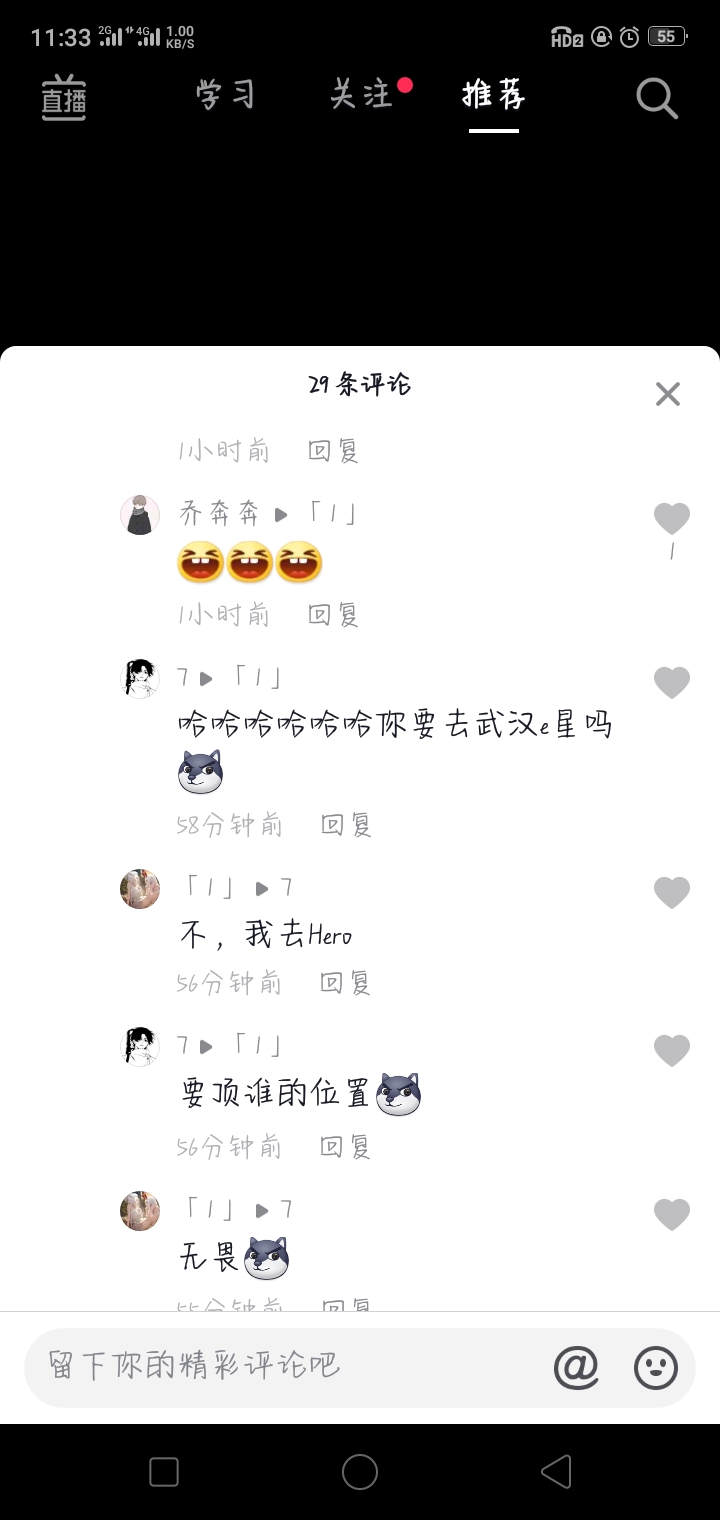 11:33 2G 4G 1.00 KB/S HD2 55
直播 学习 关注 推荐
29条评论
1小时前 回复
乔奔奔 ▶ 「1」
1
1小时前 回复
7 ▶ 「1」
哈哈哈哈哈哈你要去武汉e星吗
58分钟前 回复
「1」 ▶ 7
不，我去Hero
56分钟前 回复
7 ▶ 「1」
要顶谁的位置
56分钟前 回复
「1」 ▶ 7
无畏
55分钟前 回复
留下你的精彩评论吧 @